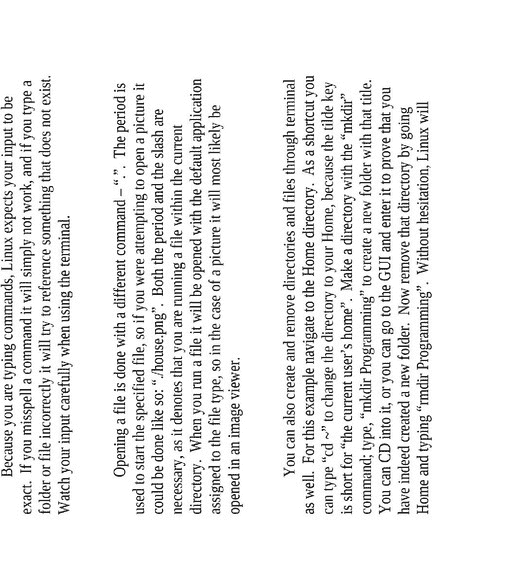 Because you are typing commands, Linux expects your input to be
exact.  If you misspell a command it will simply not work, and if you type a
folder or file incorrectly it will try to reference something that does not exist.
Watch your input carefully when using the terminal.
Opening a file is done with a different command – “.”.  The period is
used to start the specified file, so if you were attempting to open a picture it
could be done like so: “./house.png”.  Both the period and the slash are
necessary, as it denotes that you are running a file within the current
directory.  When you run a file it will be opened with the default application
assigned to the file type, so in the case of a picture it will most likely be
opened in an image viewer.
You can also create and remove directories and files through terminal
as well.  For this example navigate to the Home directory.  As a shortcut you
can type “cd ~” to change the directory to your Home, because the tilde key
is short for “the current user’s home”.  Make a directory with the “mkdir”
command; type, “mkdir Programming” to create a new folder with that title.
You can CD into it, or you can go to the GUI and enter it to prove that you
have indeed created a new folder.  Now remove that directory by going
Home and typing “rmdir Programming”.  Without hesitation, Linux will